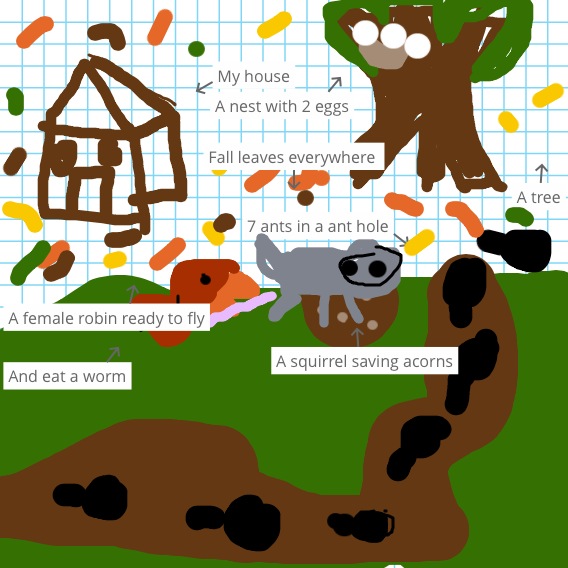 My house
A nest with 2 eggs
Fall leaves everywhere
A tree
7 ants in a ant hole
A female robin ready to fly
A squirrel saving acorns
And eat a worm